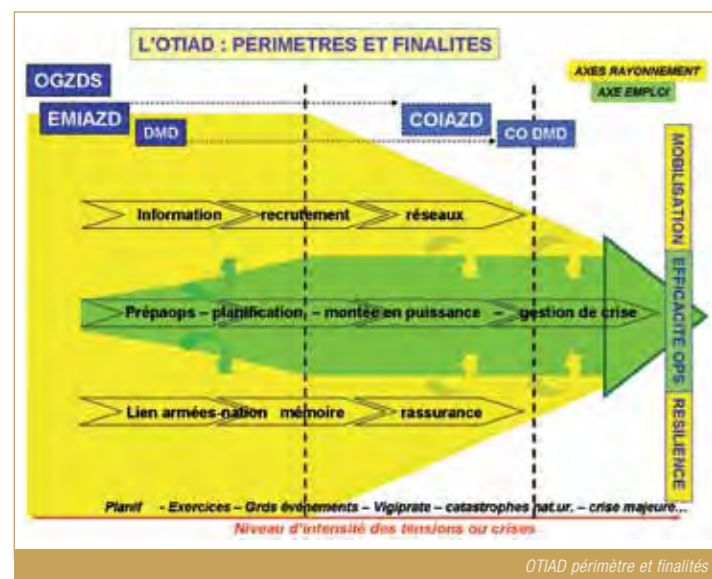 L'OTIAD : PERIMETRES ET FINALITES
AXES RAYONNEMENT
AXE EMPLOI
OGZDS
EMIAZD
COIAZD
DMD
CO DMD
Information recrutement réseaux
Prépaops – planification, – montée en puissance – gestion de crise
Lien armées-nation mémoire rassurance
MOBILISATION
EFFICACITÉ OPS
RESILIENCE
Planif - Exercices – Grds événements – Vigiprate – catastrophes nat.ur. – crise majeure...
Niveau d'intensité des tensions ou crises
OTIAD périmètre et finalités